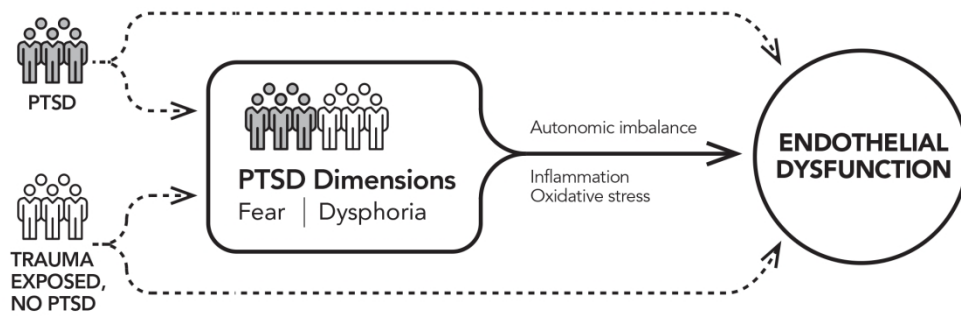 PTSD
TRAUMA
EXPOSED,
NO PTSD
PTSD Dimensions
Fear | Dysphoria
Autonomic imbalance
Inflammation
Oxidative stress
ENDOTHELIAL
DYSFUNCTION